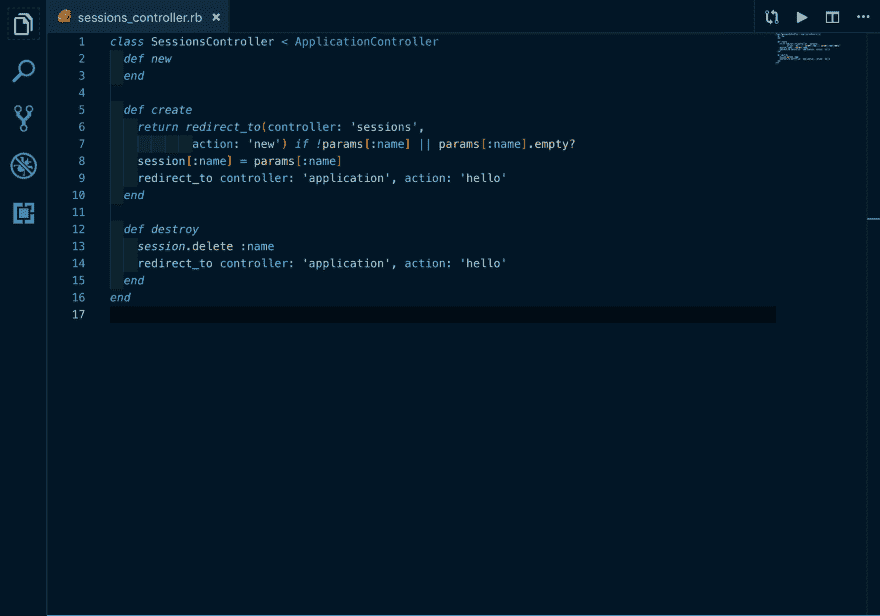 sessions_controller.rb ×
1 class SessionsController < ApplicationController
2   def new
3   end
4
5   def create
6     return redirect_to(controller: 'sessions',
7             action: 'new') if !params[:name] || params[:name].empty?
8     session[:name] = params[:name]
9     redirect_to controller: 'application', action: 'hello'
10   end
11
12   def destroy
13     session.delete :name
14     redirect_to controller: 'application', action: 'hello'
15   end
16 end
17